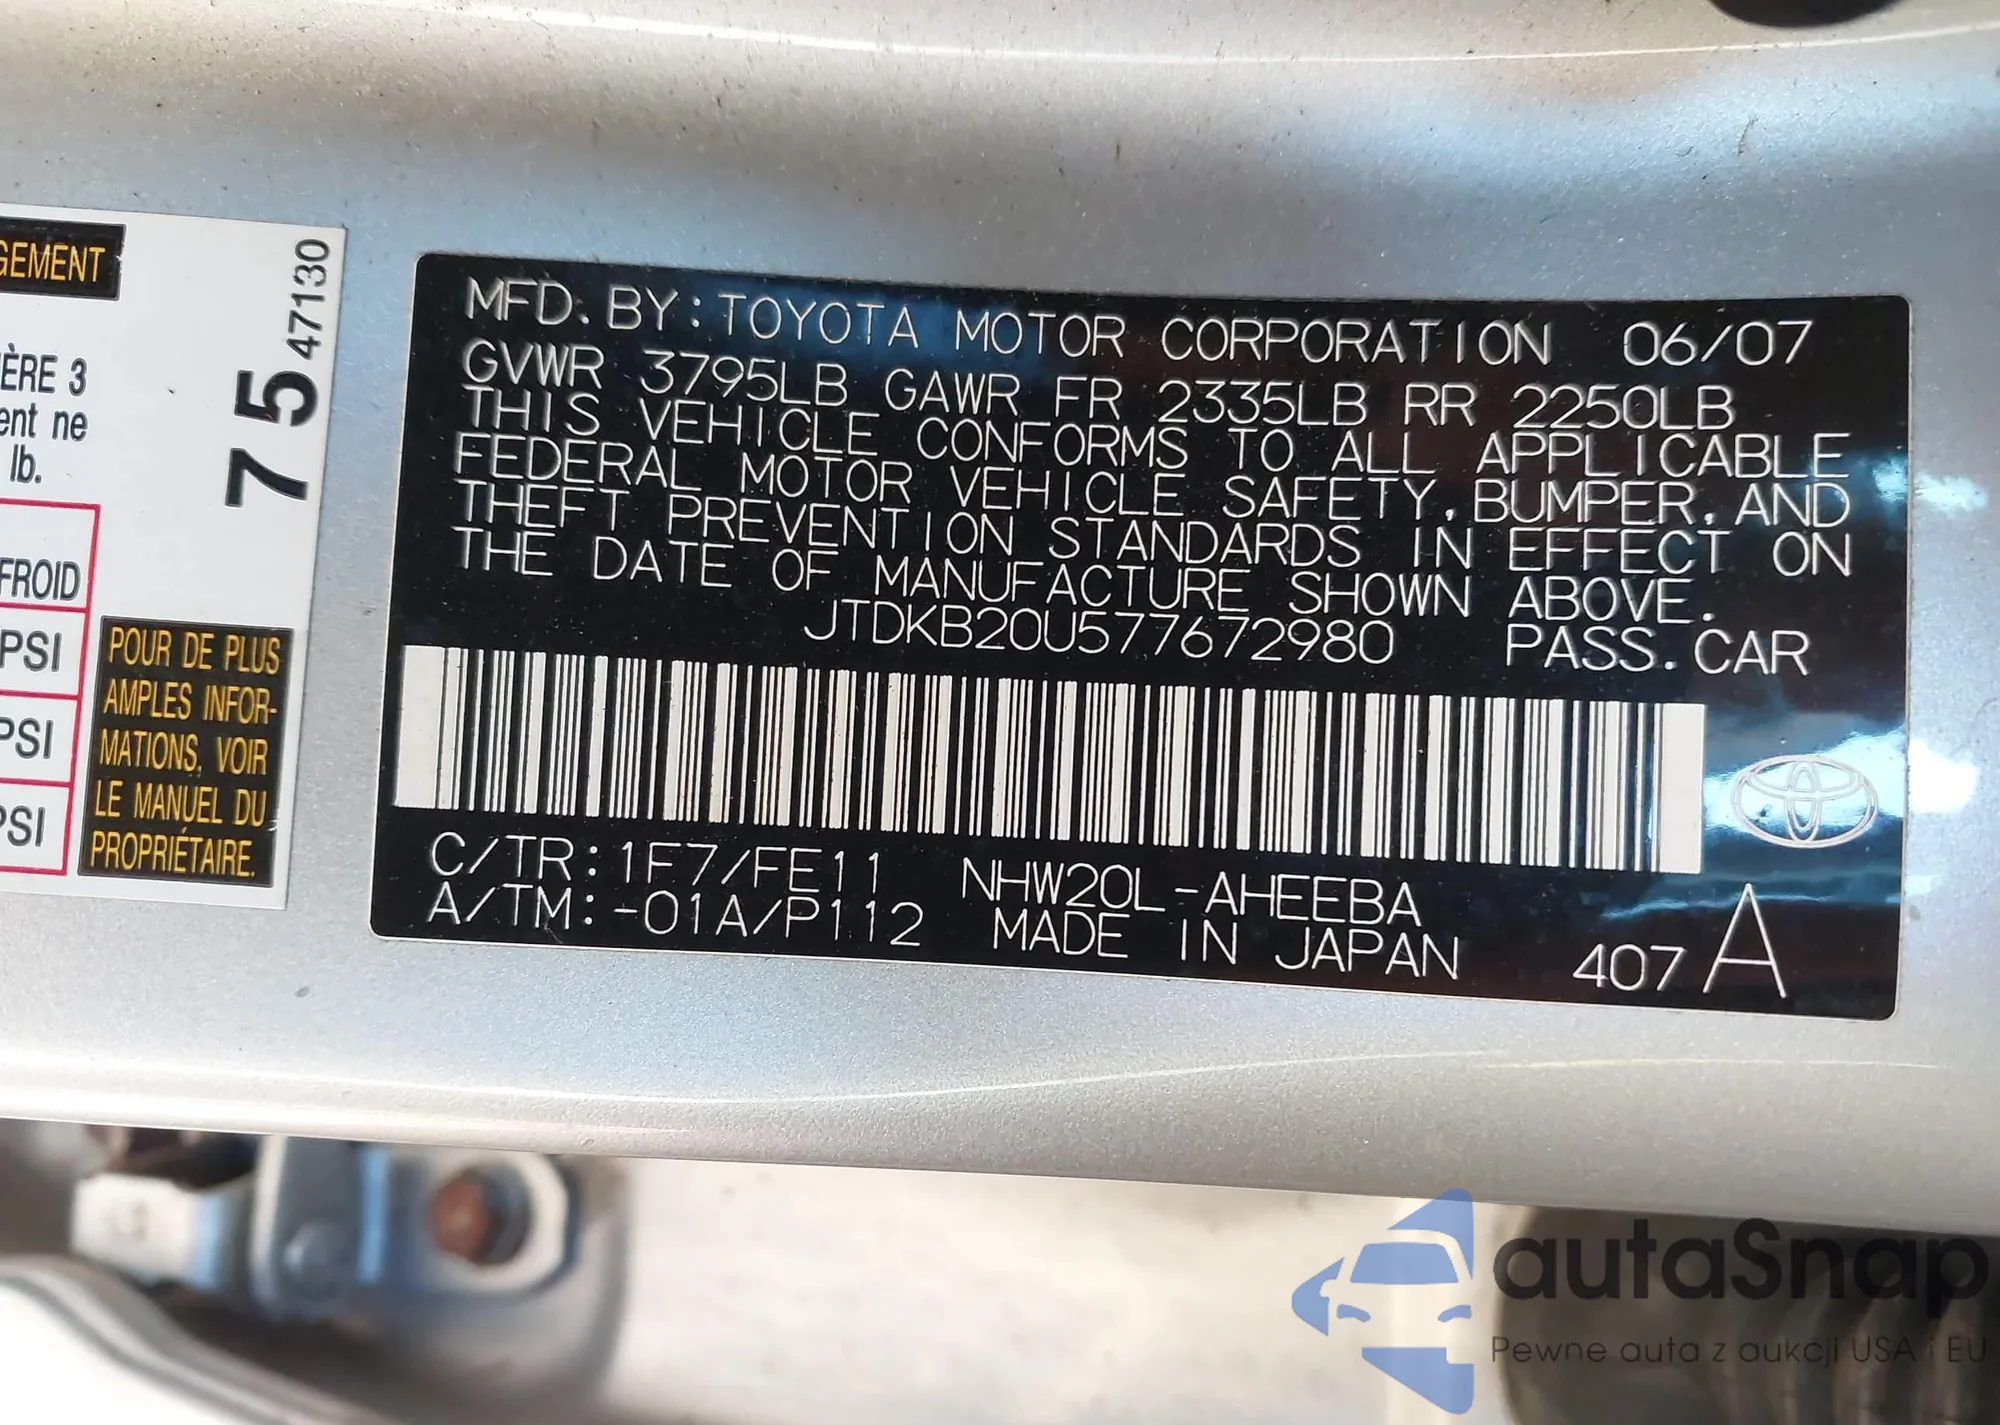 GEMENT
47130
75
ÈRE 3
ent ne
lb.
FROID
PSI
PSI
PSI
POUR DE PLUS
AMPLES INFOR-
MATIONS, VOIR
LE MANUEL DU
PROPRIÉTAIRE.
MFD. BY: TOYOTA MOTOR CORPORATION 06/07
GVWR 3795LB GAWR FR 2335LB RR 2250LB
THIS VEHICLE CONFORMS TO ALL APPLICABLE
FEDERAL MOTOR VEHICLE SAFETY, BUMPER, AND
THEFT PREVENTION STANDARDS IN EFFECT ON
THE DATE OF MANUFACTURE SHOWN ABOVE.
JTDKB20U577672980 PASS. CAR
C/TR: 1F7/FE11 NHW20L-AHEEBA
A/TM: -01A/P112 MADE IN JAPAN 407 A
autaSnap
Pewne auta z aukcji USA i EU